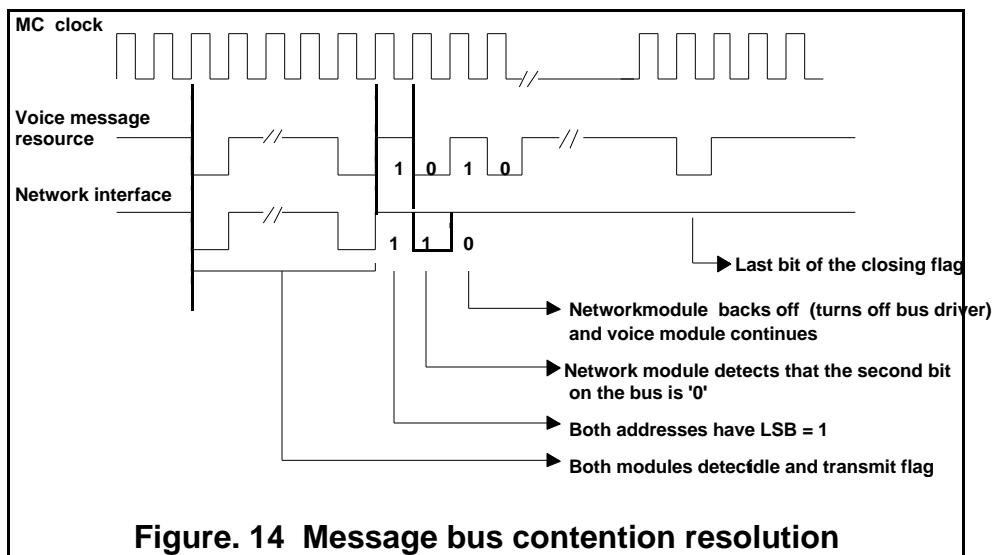 MC clock
Voice message
resource
1 0 1 0
Network interface
1 1 0
Last bit of the closing flag
Networkmodule backs off (turns off bus driver)
and voice module continues
Network module detects that the second bit
on the bus is '0'
Both addresses have LSB = 1
Both modules detectidle and transmit flag
Figure. 14 Message bus contention resolution